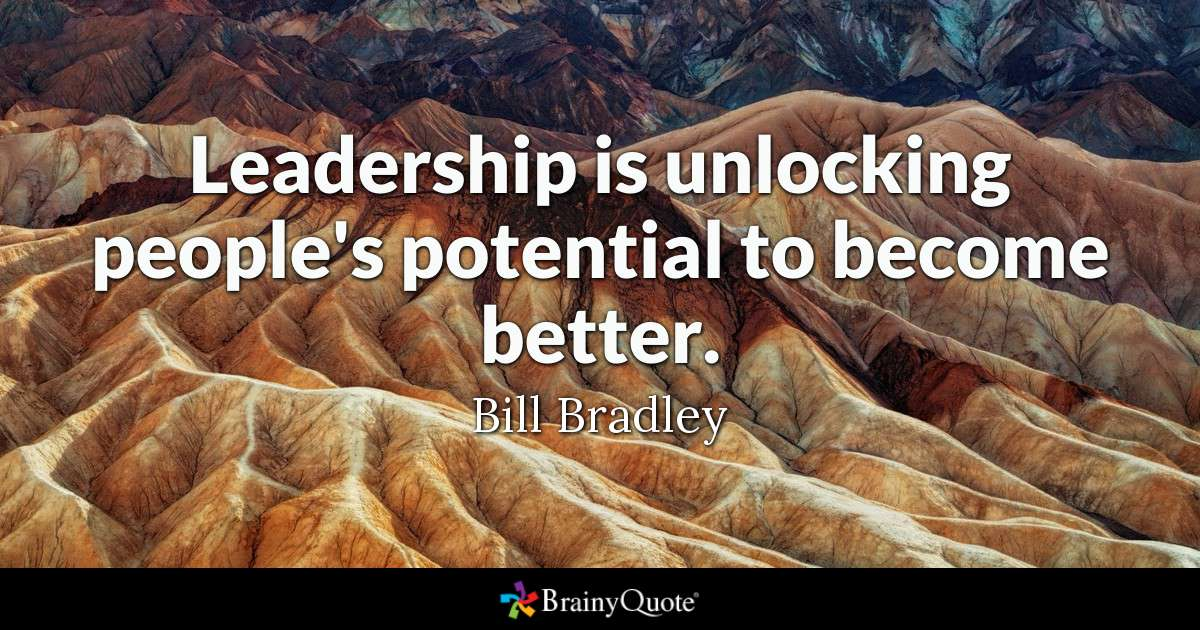 Leadership is unlocking
people's potential to become
better.
Bill Bradley
BrainyQuote®